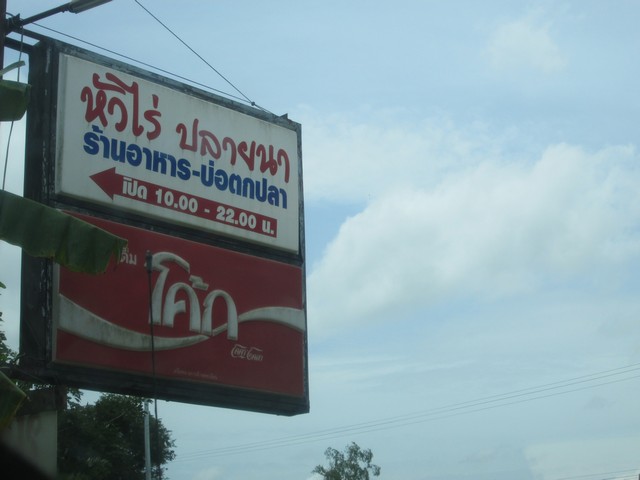 หัวไร่ ปลายนา
ร้านอาหาร-บ่อตกปลา
เปิด 10.00 - 22.00 น.
ดื่ม
โค้ก
Coca-Cola